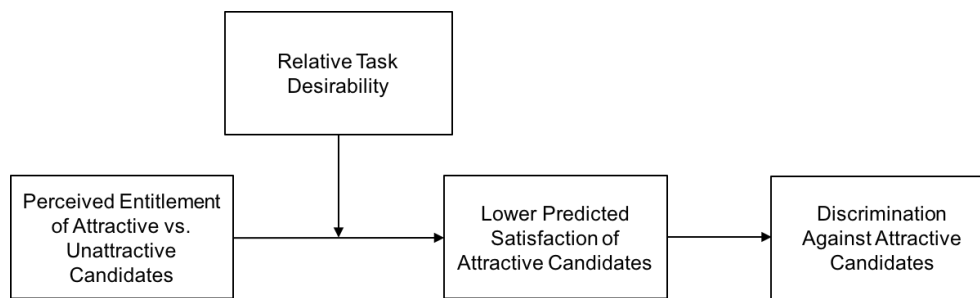 Relative Task
Desirability
Perceived Entitlement
of Attractive vs.
Unattractive
Candidates
Lower Predicted
Satisfaction of
Attractive Candidates
Discrimination
Against Attractive
Candidates